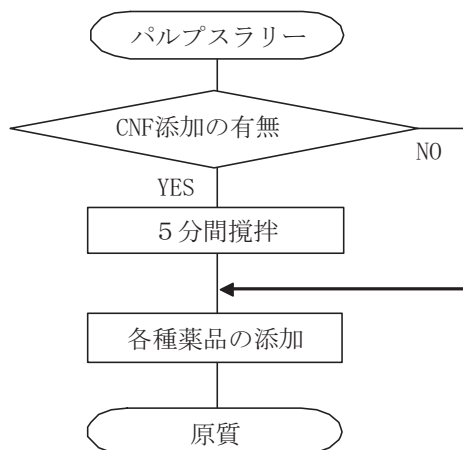 パルプスラリー
CNF添加の有無
NO
YES
５分間撹拌
各種薬品の添加
原質